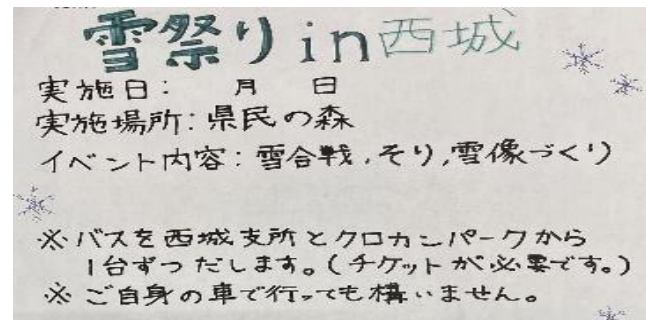 雪祭りin西城
実施日: 月 日
実施場所:県民の森
イベント内容:雪合戦,そり,雪像づくり
※バスを西城支所とクロカンパークから
1台ずつだします。(チケットが必要です。)
※ご自身の車で行っても構いません。